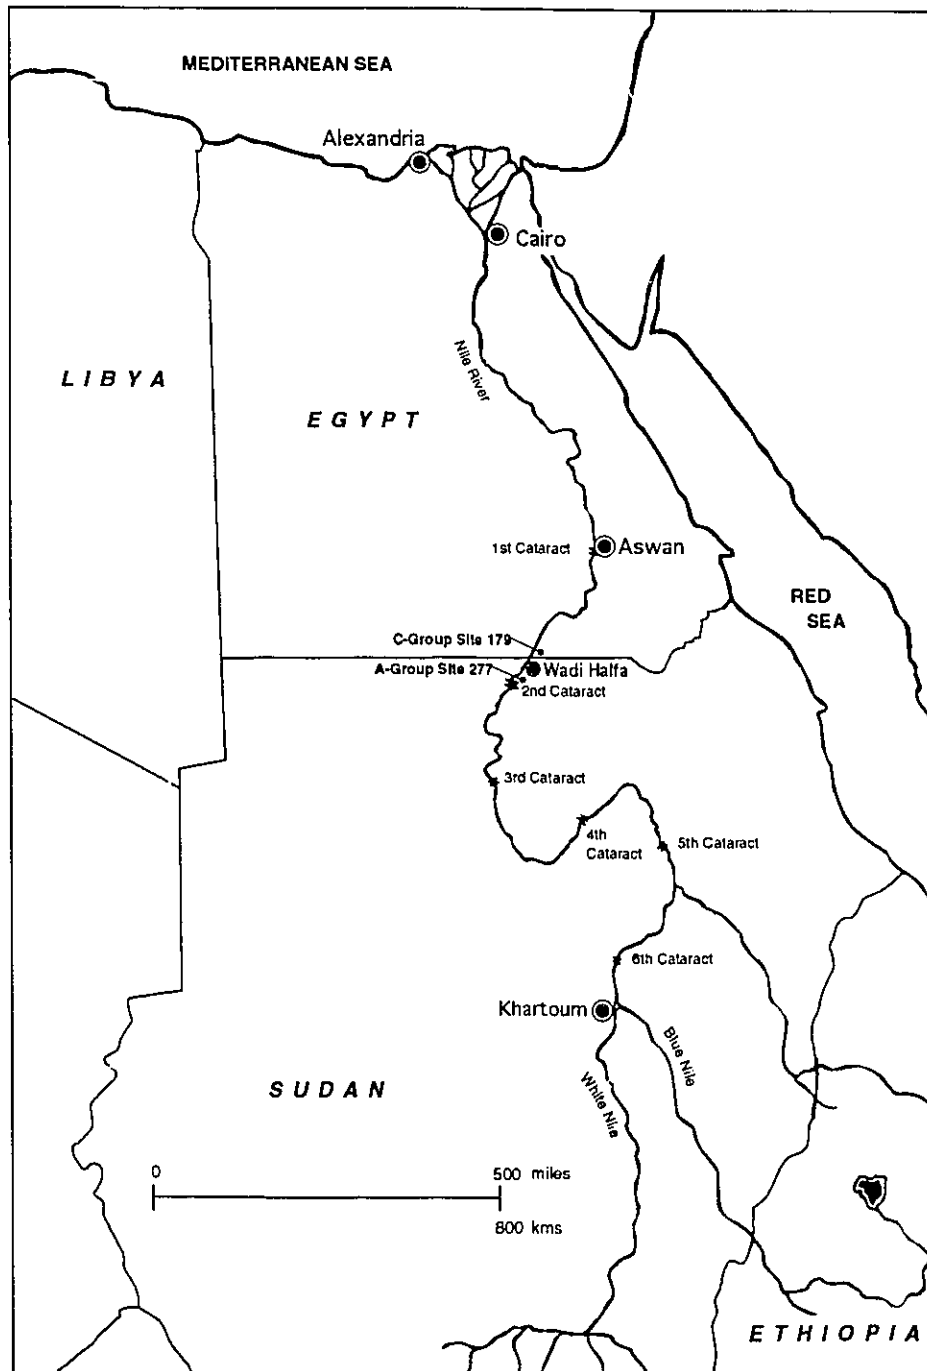 MEDITERRANEAN SEA
Alexandria
Cairo
Nile River
LIBYA
EGYPT
1st Cataract
Aswan
RED
SEA
C-Group Site 179
A-Group Site 277
Wadi Halfa
2nd Cataract
3rd Cataract
4th
Cataract
5th Cataract
6th Cataract
Khartoum
Blue Nile
White Nile
SUDAN
0
500 miles
800 kms
ETHIOPIA